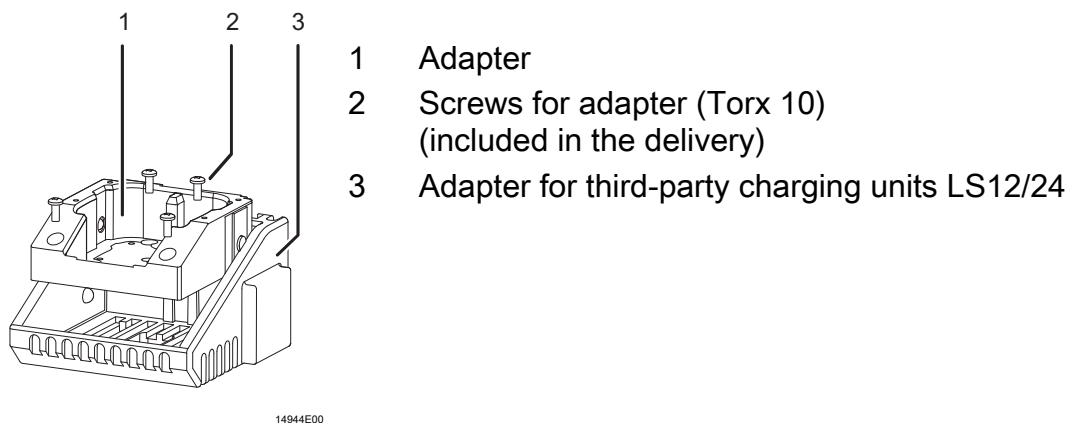 1 2 3
1 Adapter
2 Screws for adapter (Torx 10)
(included in the delivery)
3 Adapter for third-party charging units LS12/24
14944E00